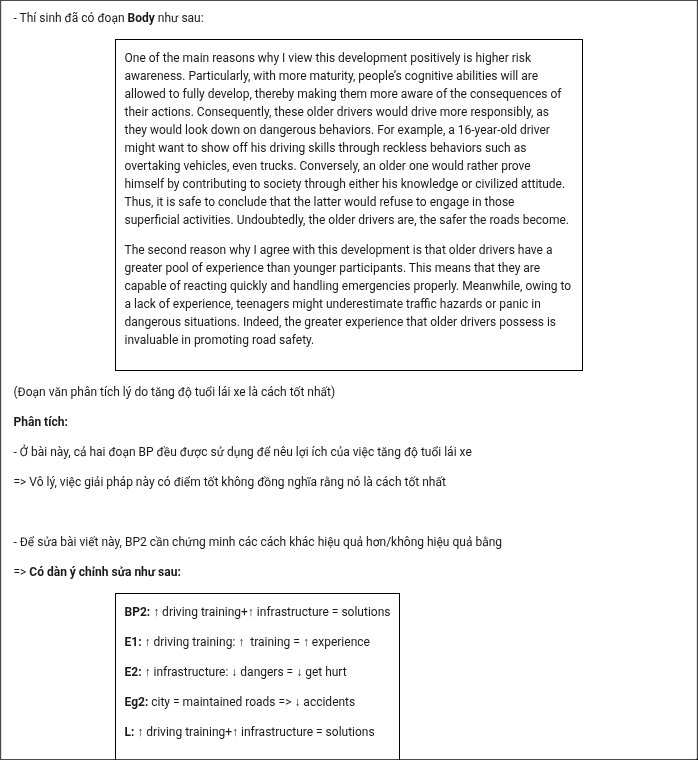 - Thí sinh đã có đoạn Body như sau:
One of the main reasons why I view this development positively is higher risk
awareness. Particularly, with more maturity, people's cognitive abilities will are
allowed to fully develop, thereby making them more aware of the consequences of
their actions. Consequently, these older drivers would drive more responsibly, as
they would look down on dangerous behaviors. For example, a 16-year-old driver
might want to show off his driving skills through reckless behaviors such as
overtaking vehicles, even trucks. Conversely, an older one would rather prove
himself by contributing to society through either his knowledge or civilized attitude.
Thus, it is safe to conclude that the latter would refuse to engage in those
superficial activities. Undoubtedly, the older drivers are, the safer the roads become.
The second reason why I agree with this development is that older drivers have a
greater pool of experience than younger participants. This means that they are
capable of reacting quickly and handling emergencies properly. Meanwhile, owing to
a lack of experience, teenagers might underestimate traffic hazards or panic in
dangerous situations. Indeed, the greater experience that older drivers possess is
invaluable in promoting road safety.
(Đoạn văn phân tích lý do tăng độ tuổi lái xe là cách tốt nhất)
Phân tích:
- Ở bài này, cả hai đoạn BP đều được sử dụng để nêu lợi ích của việc tăng độ tuổi lái xe
=> Vô lý, việc giải pháp này có điểm tốt không đồng nghĩa rằng nó là cách tốt nhất
- Để sửa bài viết này, BP2 cần chứng minh các cách khác hiệu quả hơn/không hiệu quả bằng
=> Có dàn ý chỉnh sửa như sau:
BP2: ↑ driving training+↑ infrastructure = solutions
E1: ↑ driving training: ↑ training = ↑ experience
E2: ↑ infrastructure: ↓ dangers = ↓ get hurt
Eg2: city = maintained roads => ↓ accidents
L: ↑ driving training+↑ infrastructure = solutions